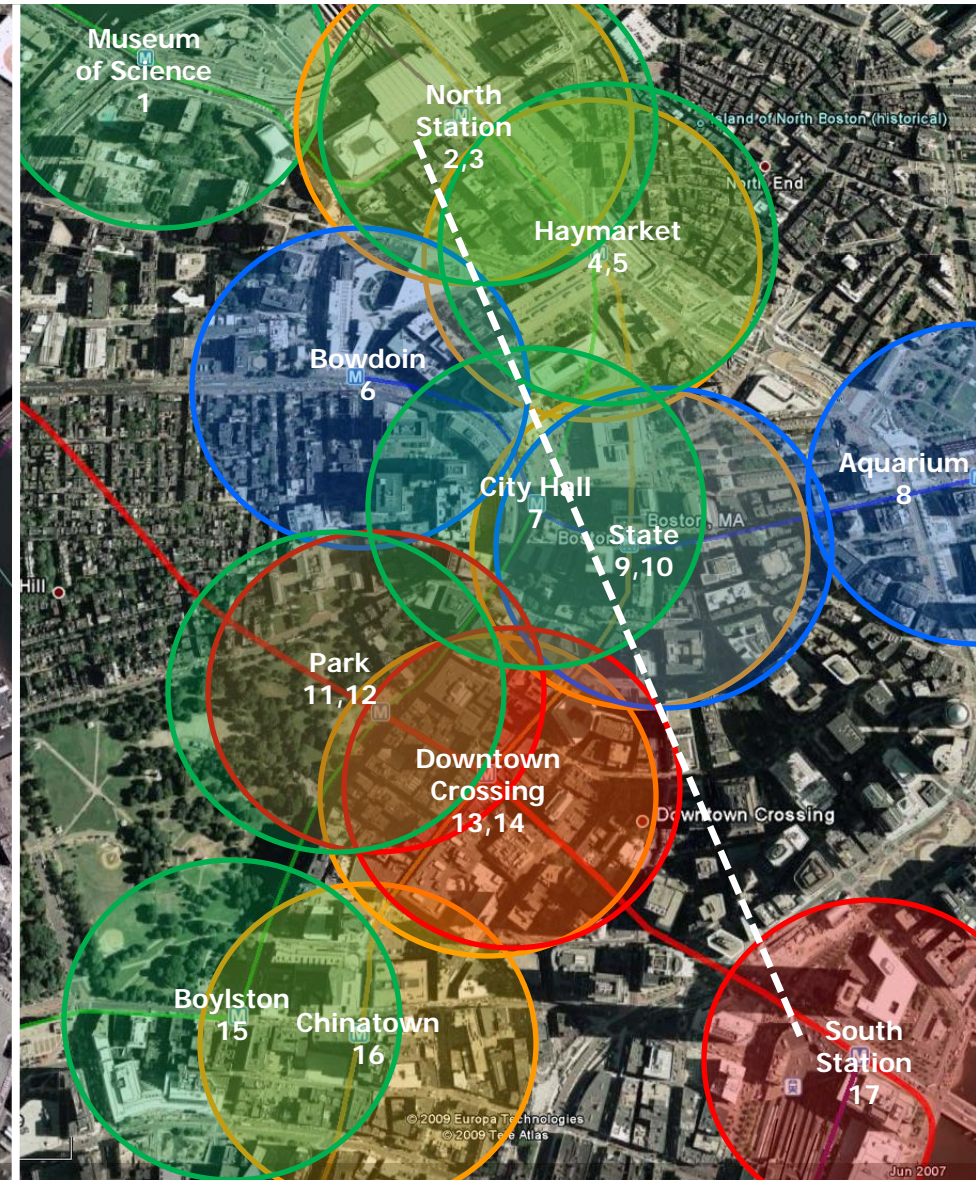 Museum
of Science
1
North
Station
2,3
Island of North Boston (historical)
North End
Haymarket
4,5
Bowdoin
6
Aquarium
8
City Hall
7
Boston, MA
State
9,10
Hill
Park
11,12
Downtown
Crossing
13,14
Downtown Crossing
Boylston
15
Chinatown
16
South
Station
17
© 2009 Europa Technologies
© 2009 Tele Atlas
Jun 2007